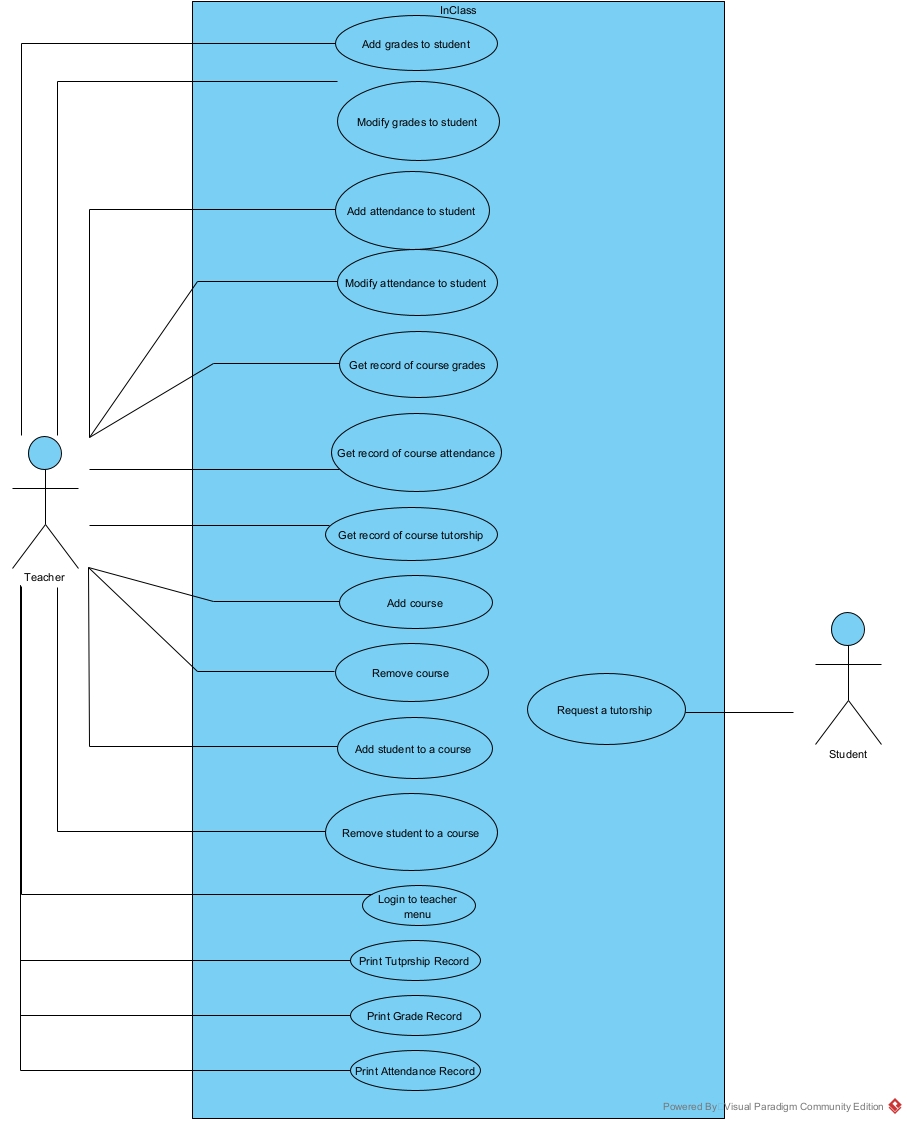 InClass
Add grades to student
Modify grades to student
Add attendance to student
Modify attendance to student
Get record of course grades
Get record of course attendance
Get record of course tutorship
Teacher
Add course
Remove course
Request a tutorship
Add student to a course
Student
Remove student to a course
Login to teacher
menu
Print Tutprship Record
Print Grade Record
Print Attendance Record
Powered By Visual Paradigm Community Edition